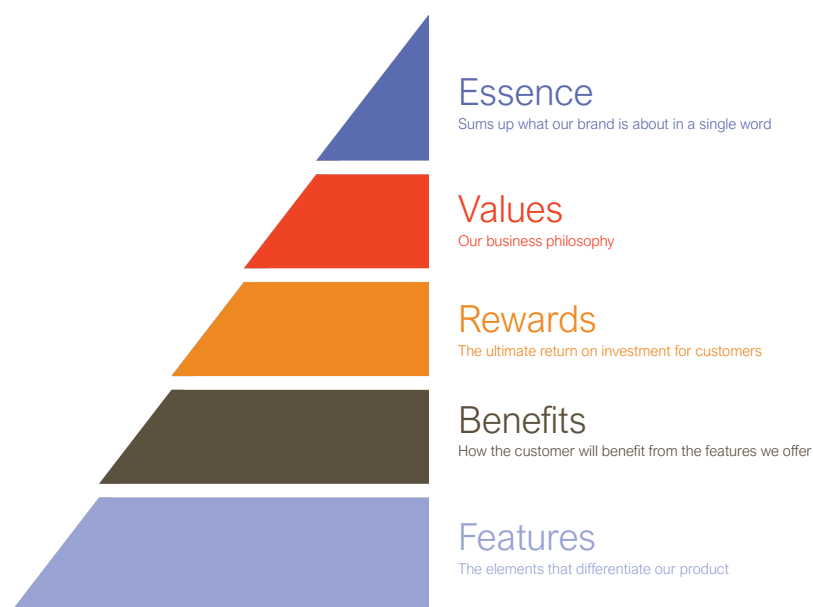 Essence
Sums up what our brand is about in a single word
Values
Our business philosophy
Rewards
The ultimate return on investment for customers
Benefits
How the customer will benefit from the features we offer
Features
The elements that differentiate our product